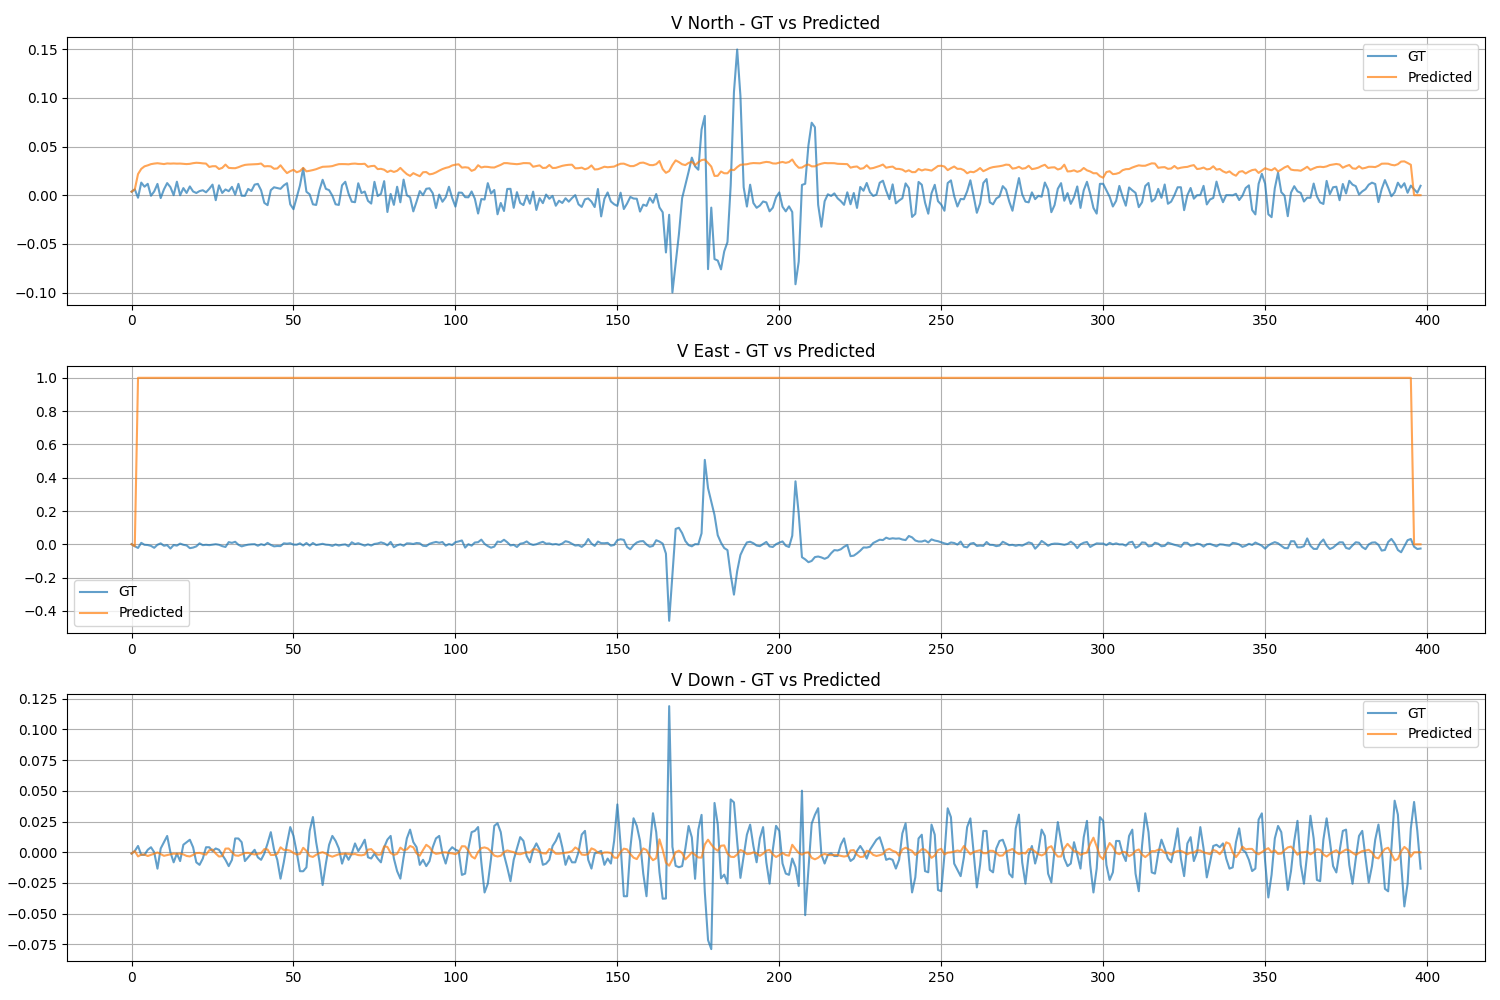 V North - GT vs Predicted
0.15
0.10
0.05
0.00
−0.05
−0.10
GT
Predicted
0 50 100 150 200 250 300 350 400
V East - GT vs Predicted
1.0
0.8
0.6
0.4
0.2
0.0
−0.2
−0.4
GT
Predicted
0 50 100 150 200 250 300 350 400
V Down - GT vs Predicted
0.125
0.100
0.075
0.050
0.025
0.000
−0.025
−0.050
−0.075
GT
Predicted
0 50 100 150 200 250 300 350 400